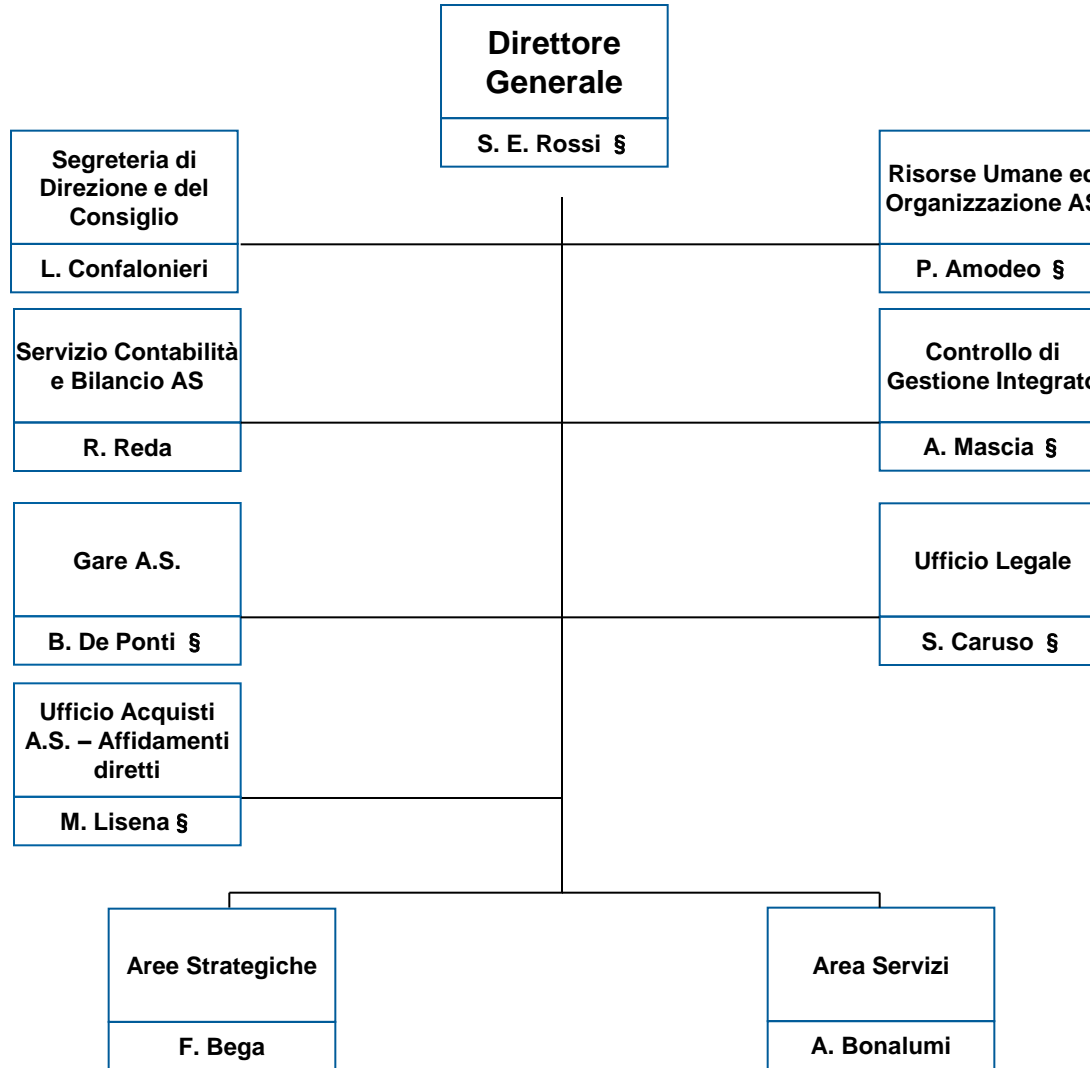 Direttore
Generale
S. E. Rossi §
Segreteria di
Direzione e del
Consiglio
L. Confalonieri
Risorse Umane ed
Organizzazione AS
P. Amodeo §
Servizio Contabilità
e Bilancio AS
R. Reda
Controllo di
Gestione Integrato
A. Mascia §
Gare A.S.
B. De Ponti §
Ufficio Legale
S. Caruso §
Ufficio Acquisti
A.S. – Affidamenti
diretti
M. Lisena §
Aree Strategiche
F. Bega
Area Servizi
A. Bonalumi